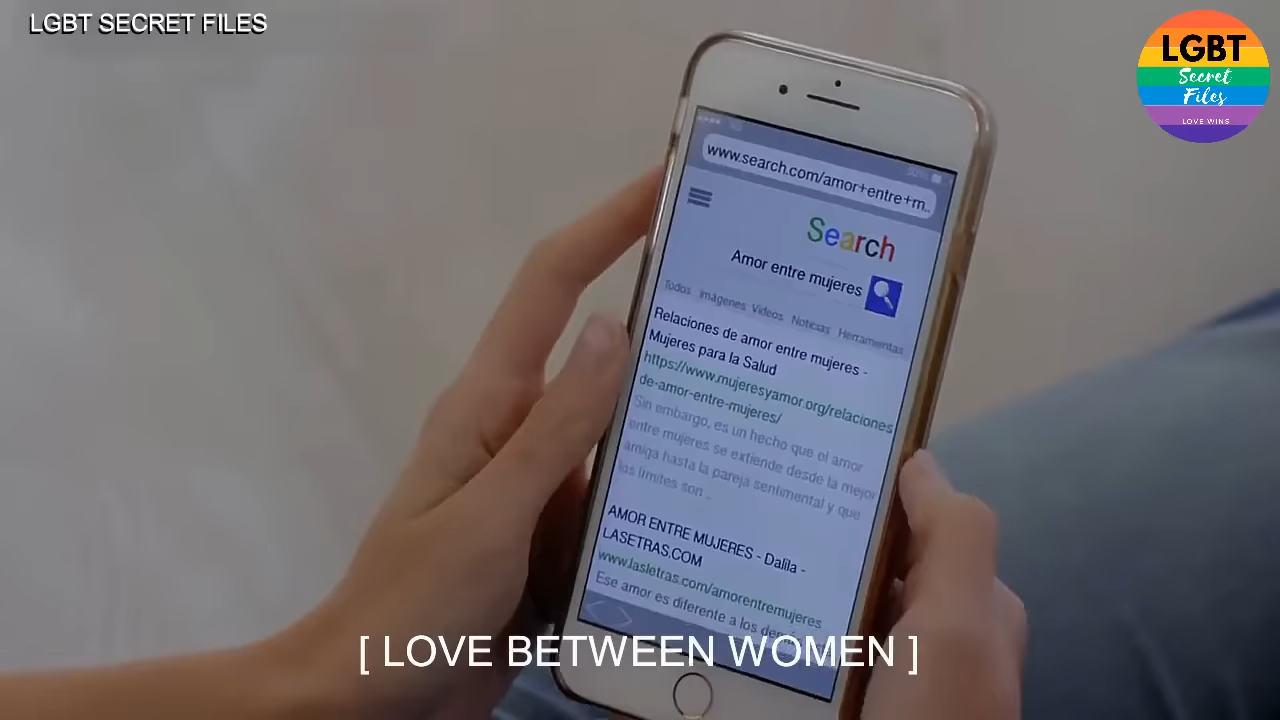 LGBT SECRET FILES
LGBT
Secret
Files
LOVE WINS
www.search.com/amor+entre+m..
Search
Amor entre mujeres
Todos Imágenes Videos Noticias Herramientas
Relaciones de amor entre mujeres -
Mujeres para la Salud
https://www.mujeresyamor.org/relaciones
de-amor-entre-mujeres/
Sin embargo, es un hecho que el amor
entre mujeres se extiende desde la mejor
amiga hasta la pareja sentimental y que
los límites son ..
AMOR ENTRE MUJERES - Dalila -
LASETRAS.COM
www.lasletras.com/amorentremujeres
Ese amor es diferente a los
[ LOVE BETWEEN WOMEN ]